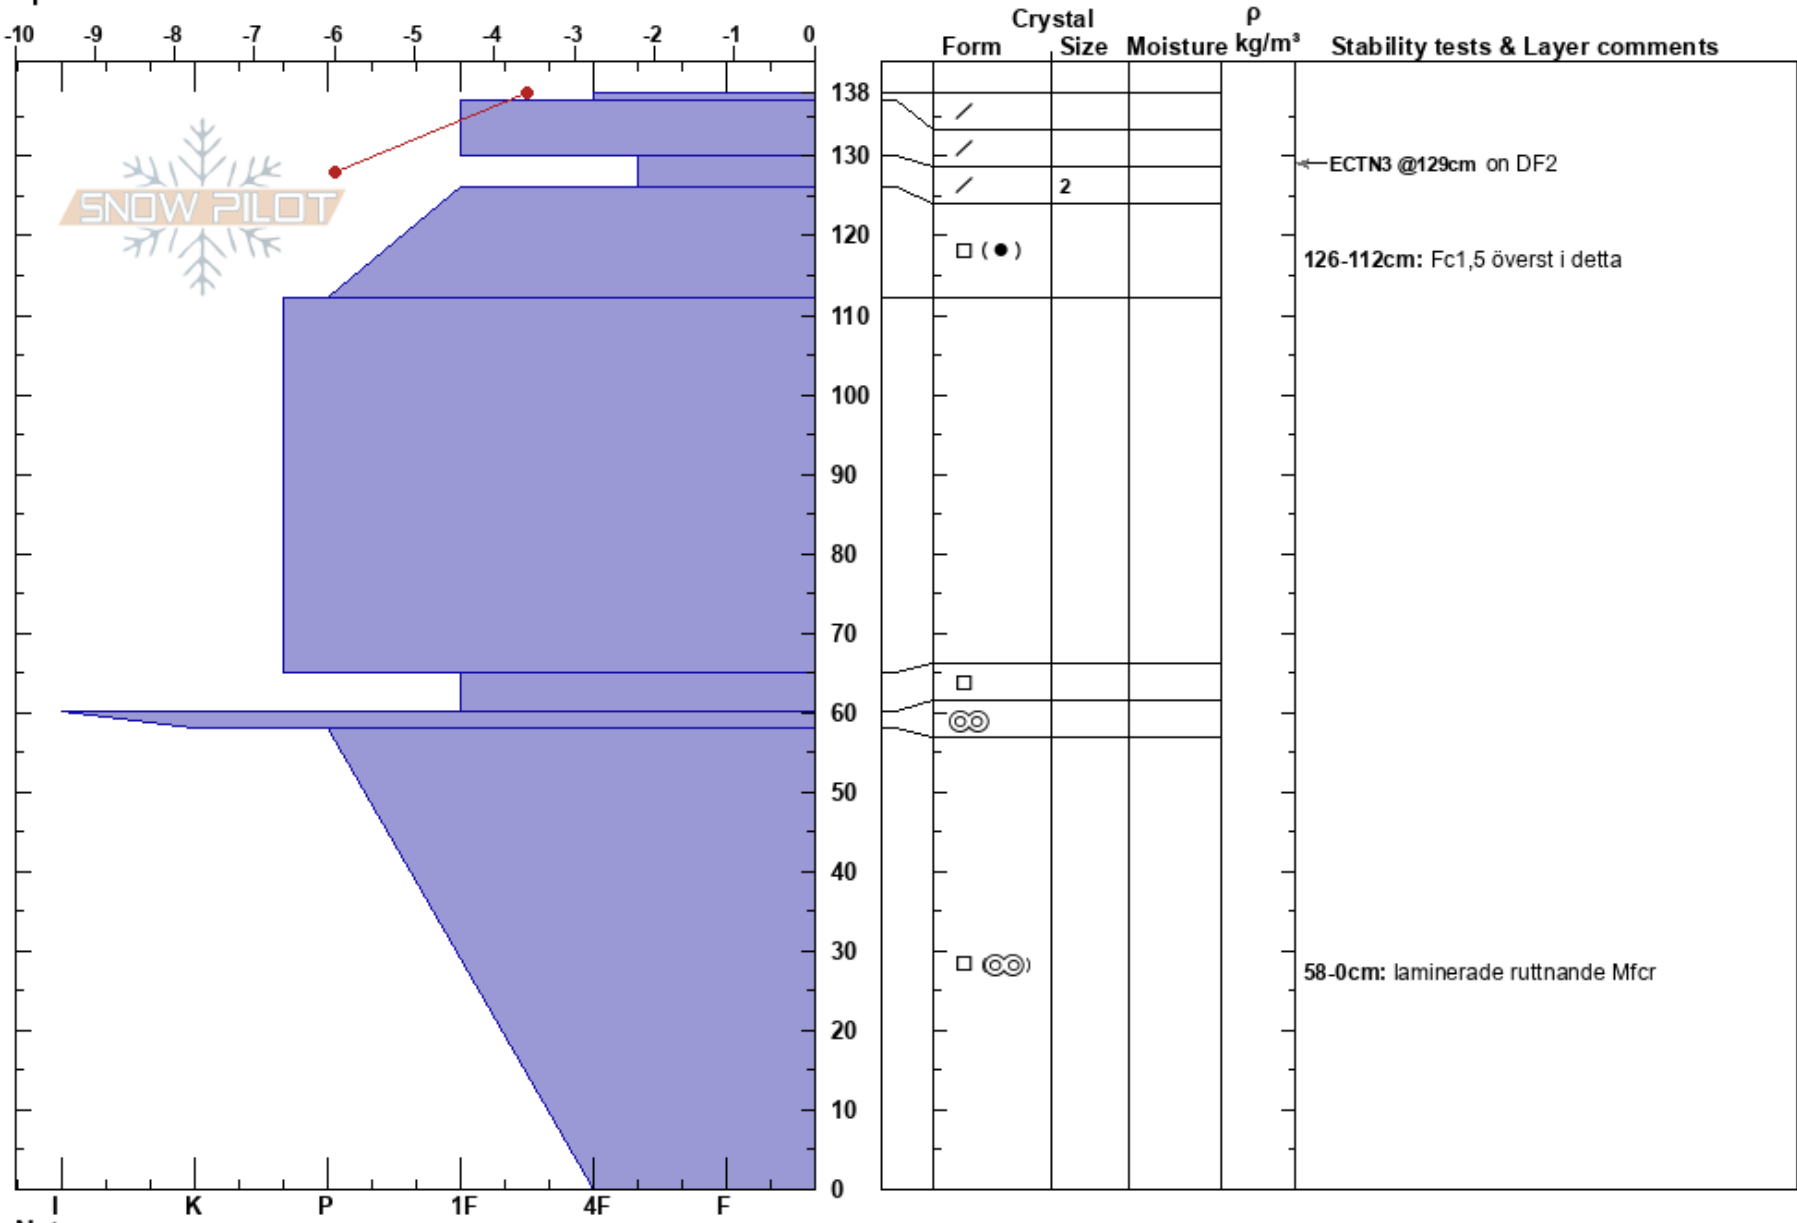 Crystal ρ
-10 -9 -8 -7 -6 -5 -4 -3 -2 -1 0
Form Size Moisture kg/m³ Stability tests & Layer comments
138
SNOW PILOT
130
ECTN3 @129cm on DF2
2
120
126-112cm: Fc1,5 överst i detta
110
100
90
80
70
60
50
40
30
58-0cm: laminerade ruttnande Mfcr
20
10
0
I K P 1F 4F F